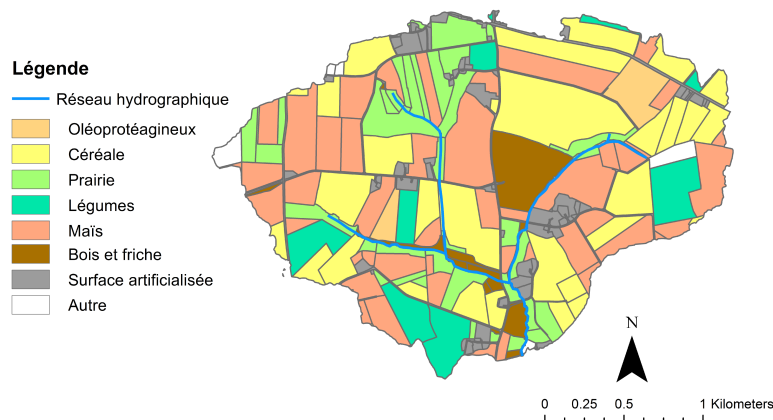 Légende
Réseau hydrographique
Oléoprotéagineux
Céréale
Prairie
Légumes
Maïs
Bois et friche
Surface artificialisée
Autre
N
0 0.25 0.5 1 Kilometers